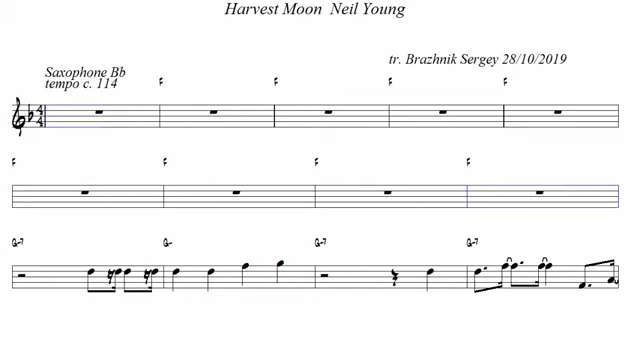 Harvest Moon Neil Young
tr. Brazhnik Sergey 28/10/2019
Saxophone Bb
tempo c. 114
F F F F
F F F F
G-7 G- G-7 G-7